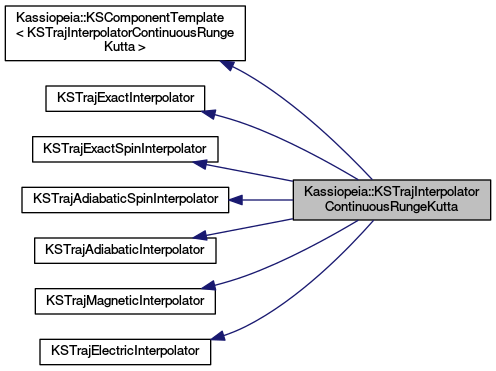 Kassiopeia::KSComponentTemplate
< KSTrajInterpolatorContinuousRunge
Kutta >
KSTrajExactInterpolator
KSTrajExactSpinInterpolator
KSTrajAdiabaticSpinInterpolator
KSTrajAdiabaticInterpolator
KSTrajMagneticInterpolator
KSTrajElectricInterpolator
Kassiopeia::KSTrajInterpolator
ContinuousRungeKutta